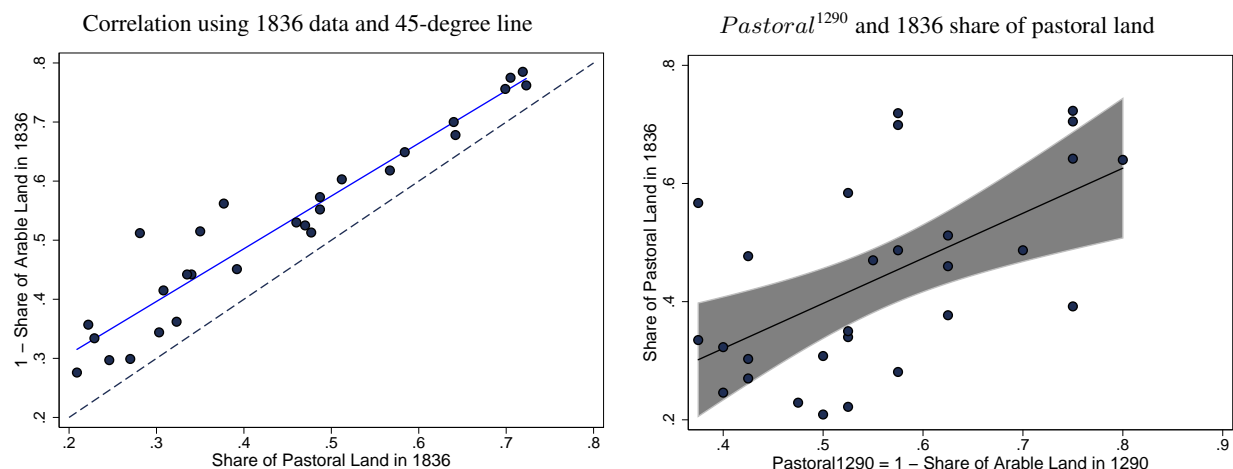 Correlation using 1836 data and 45-degree line
1 − Share of Arable Land in 1836
.8
.7
.6
.5
.4
.3
.2
.2 .3 .4 .5 .6 .7 .8
Share of Pastoral Land in 1836
Pastoral¹²⁹⁰ and 1836 share of pastoral land
Share of Pastoral Land in 1836
.8
.6
.4
.2
.4 .5 .6 .7 .8 .9
Pastoral1290 = 1 − Share of Arable Land in 1290